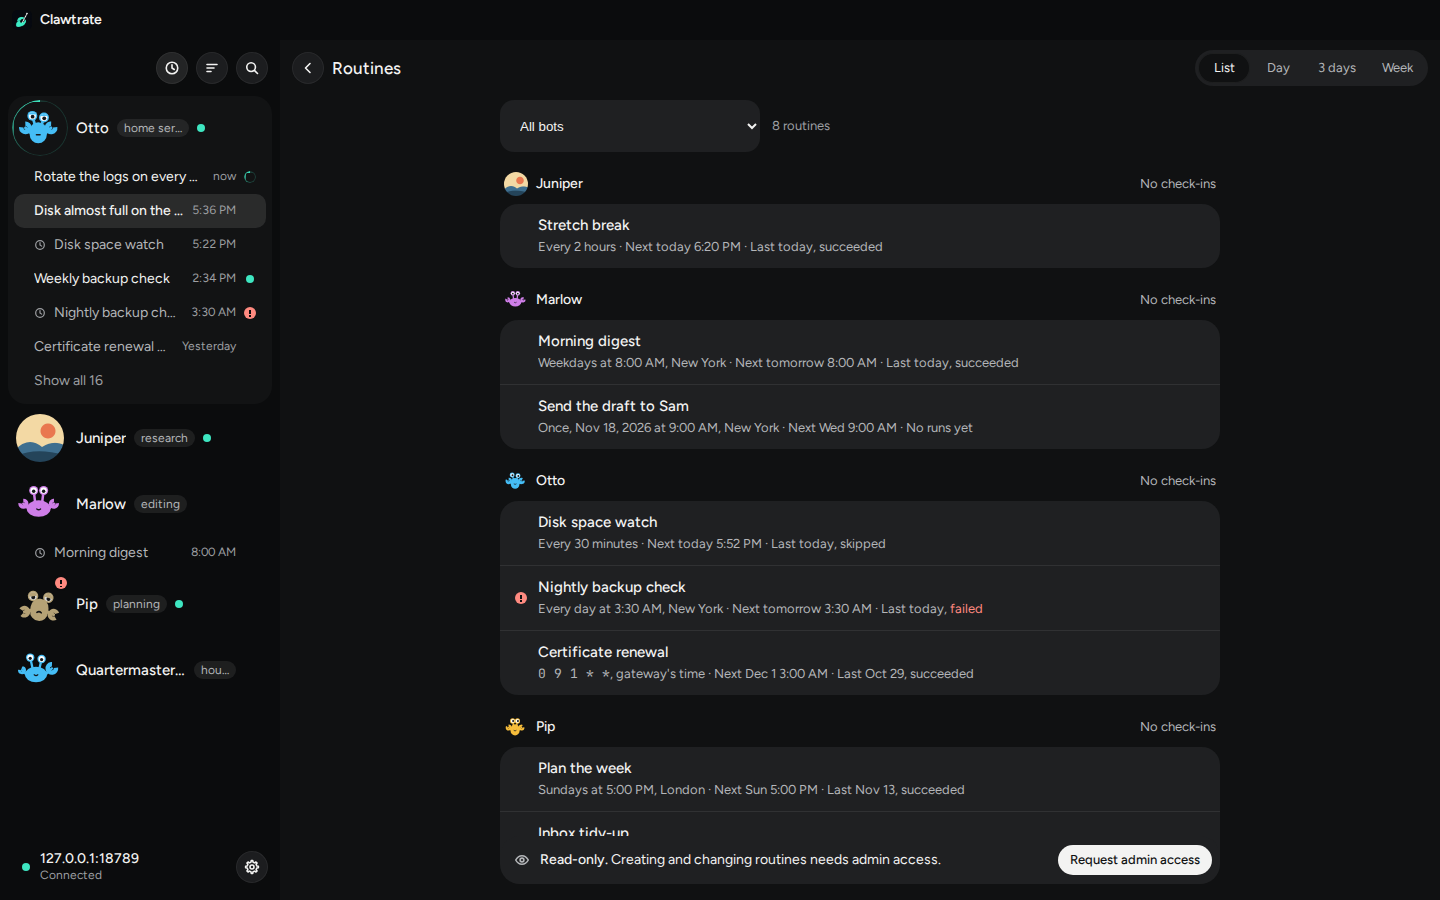 Clawtrate
Routines
List
Day
3 days
Week
Otto
home ser...
Rotate the logs on every ...
now
Disk almost full on the ...
5:36 PM
Disk space watch
5:22 PM
Weekly backup check
2:34 PM
Nightly backup ch...
3:30 AM
Certificate renewal ...
Yesterday
Show all 16
Juniper
research
Marlow
editing
Morning digest
8:00 AM
Pip
planning
Quartermaster...
hou...
127.0.0.1:18789
Connected
All bots
8 routines
Juniper
No check-ins
Stretch break
Every 2 hours · Next today 6:20 PM · Last today, succeeded
Marlow
No check-ins
Morning digest
Weekdays at 8:00 AM, New York · Next tomorrow 8:00 AM · Last today, succeeded
Send the draft to Sam
Once, Nov 18, 2026 at 9:00 AM, New York · Next Wed 9:00 AM · No runs yet
Otto
No check-ins
Disk space watch
Every 30 minutes · Next today 5:52 PM · Last today, skipped
Nightly backup check
Every day at 3:30 AM, New York · Next tomorrow 3:30 AM · Last today, failed
Certificate renewal
0 9 1 * *, gateway's time · Next Dec 1 3:00 AM · Last Oct 29, succeeded
Pip
No check-ins
Plan the week
Sundays at 5:00 PM, London · Next Sun 5:00 PM · Last Nov 13, succeeded
Inbox tidy-up
Read-only. Creating and changing routines needs admin access.
Request admin access